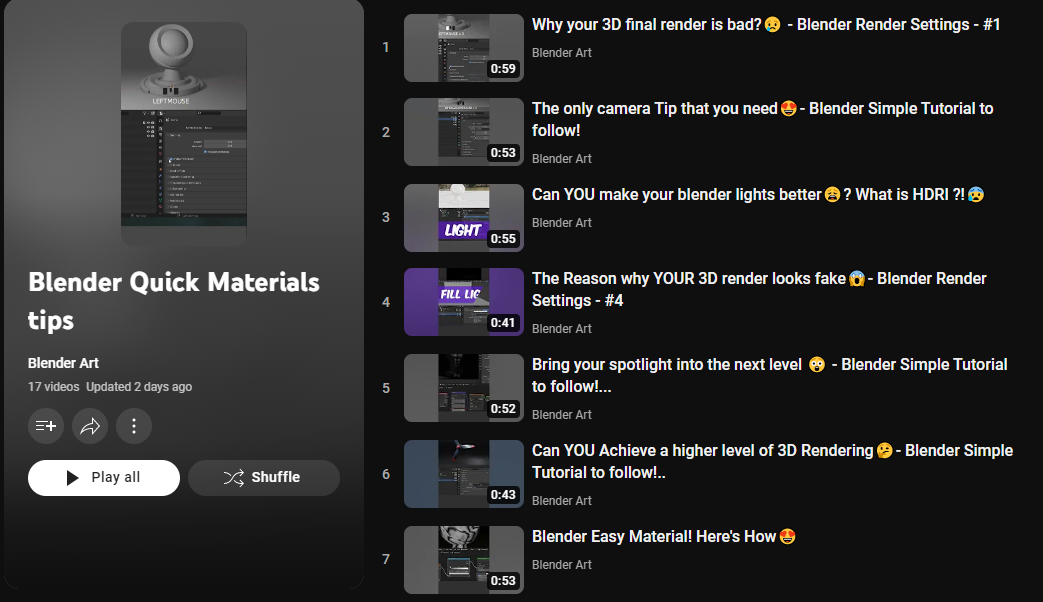 LEFTMOUSE
Blender Quick Materials
tips
Blender Art
17 videos Updated 2 days ago
Play all
Shuffle
1
0:59
Why your 3D final render is bad?😥 - Blender Render Settings - #1
Blender Art
2
0:53
The only camera Tip that you need🤩- Blender Simple Tutorial to
follow!
Blender Art
3
LIGHT
0:55
Can YOU make your blender lights better😩? What is HDRI ?!😰
Blender Art
4
FILL LIG
0:41
The Reason why YOUR 3D render looks fake😱- Blender Render
Settings - #4
Blender Art
5
0:52
Bring your spotlight into the next level 😲 - Blender Simple Tutorial
to follow!...
Blender Art
6
0:43
Can YOU Achieve a higher level of 3D Rendering🤔- Blender Simple
Tutorial to follow!..
Blender Art
7
0:53
Blender Easy Material! Here's How😍
Blender Art